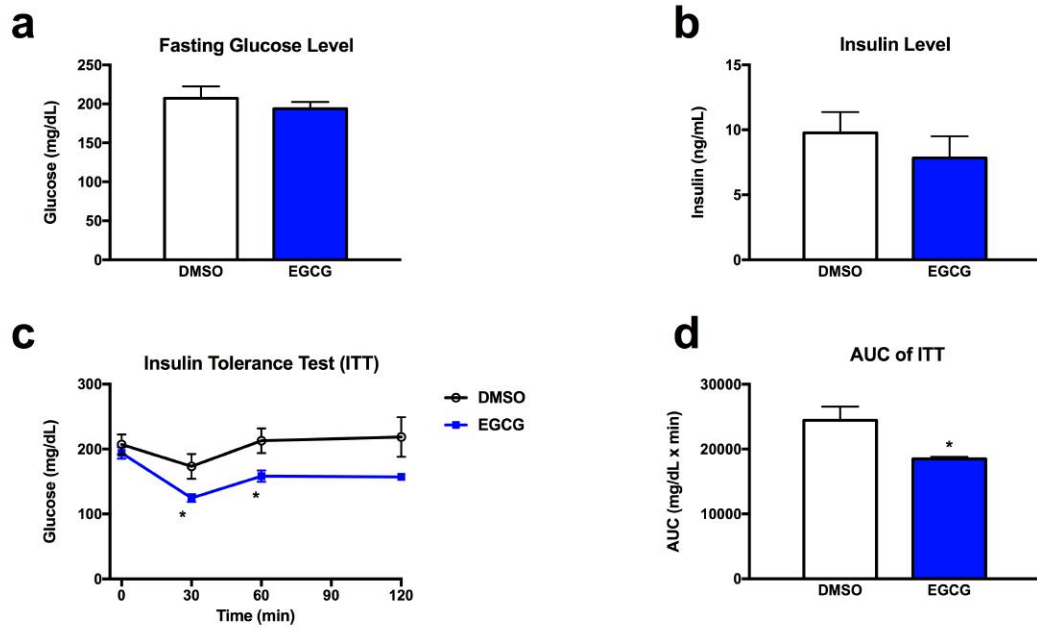 a
Fasting Glucose Level
Glucose (mg/dL)
250
200
150
100
50
0
DMSO EGCG
b
Insulin Level
Insulin (ng/mL)
15
10
5
0
DMSO EGCG
c
Insulin Tolerance Test (ITT)
Glucose (mg/dL)
300
200
100
0
* *
0 30 60 90 120
Time (min)
DMSO
EGCG
d
AUC of ITT
AUC (mg/dL x min)
30000
20000
10000
0
*
DMSO EGCG